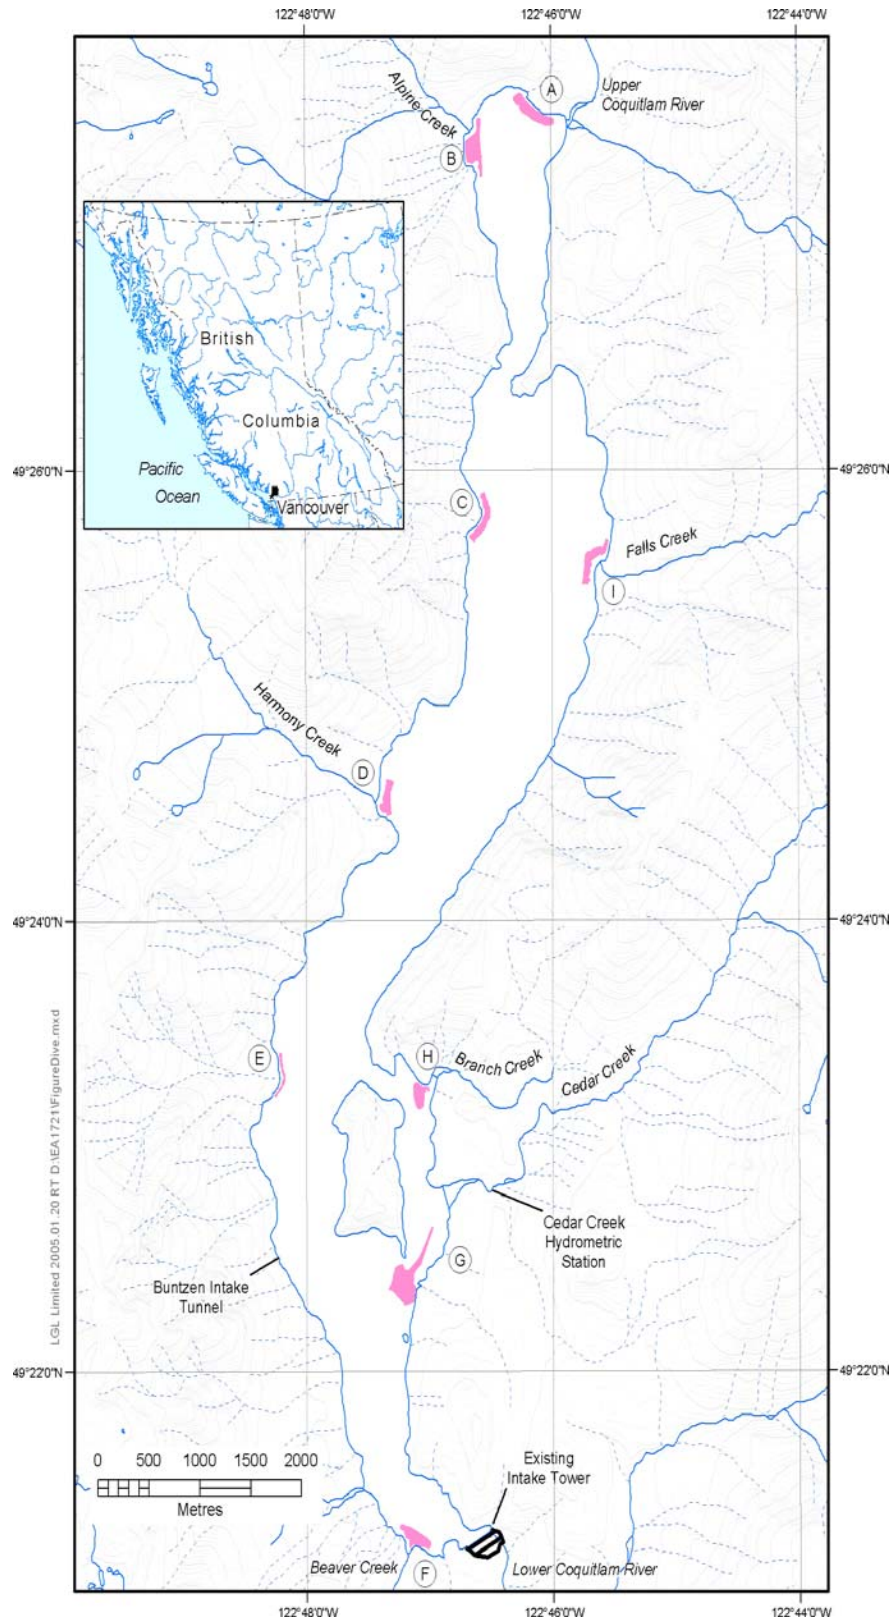 122°48'0"W
122°46'0"W
122°44'0"W
A
Upper
Coquitlam River
Alpine Creek
B
British
Columbia
Pacific
Ocean
Vancouver
49°26'0"N
49°26'0"N
C
Falls Creek
I
Harmony Creek
D
49°24'0"N
49°24'0"N
E
H
Branch Creek
Cedar Creek
Cedar Creek
Hydrometric
Station
G
Buntzen Intake
Tunnel
LGL Limited 2005.01.20 RT D:\EA1721\FigureDive.mxd
49°22'0"N
49°22'0"N
0 500 1000 1500 2000
Metres
Existing
Intake Tower
Beaver Creek
F
Lower Coquitlam River
122°48'0"W
122°46'0"W
122°44'0"W